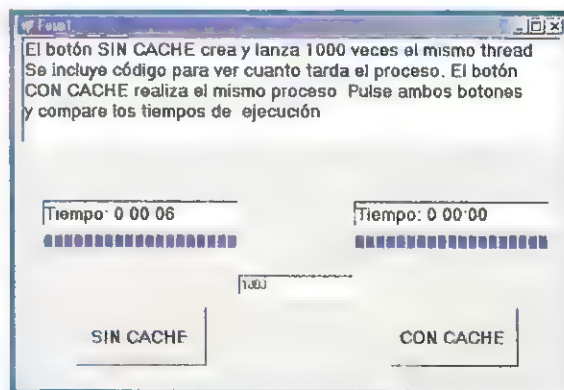 Form1
El botón SIN CACHE crea y lanza 1000 veces el mismo thread
Se incluye código para ver cuanto tarda el proceso. El botón
CON CACHE realiza el mismo proceso Pulse ambos botones
y compare los tiempos de ejecución
Tiempo: 0 00 06
Tiempo: 0 00:00
1000
SIN CACHE
CON CACHE